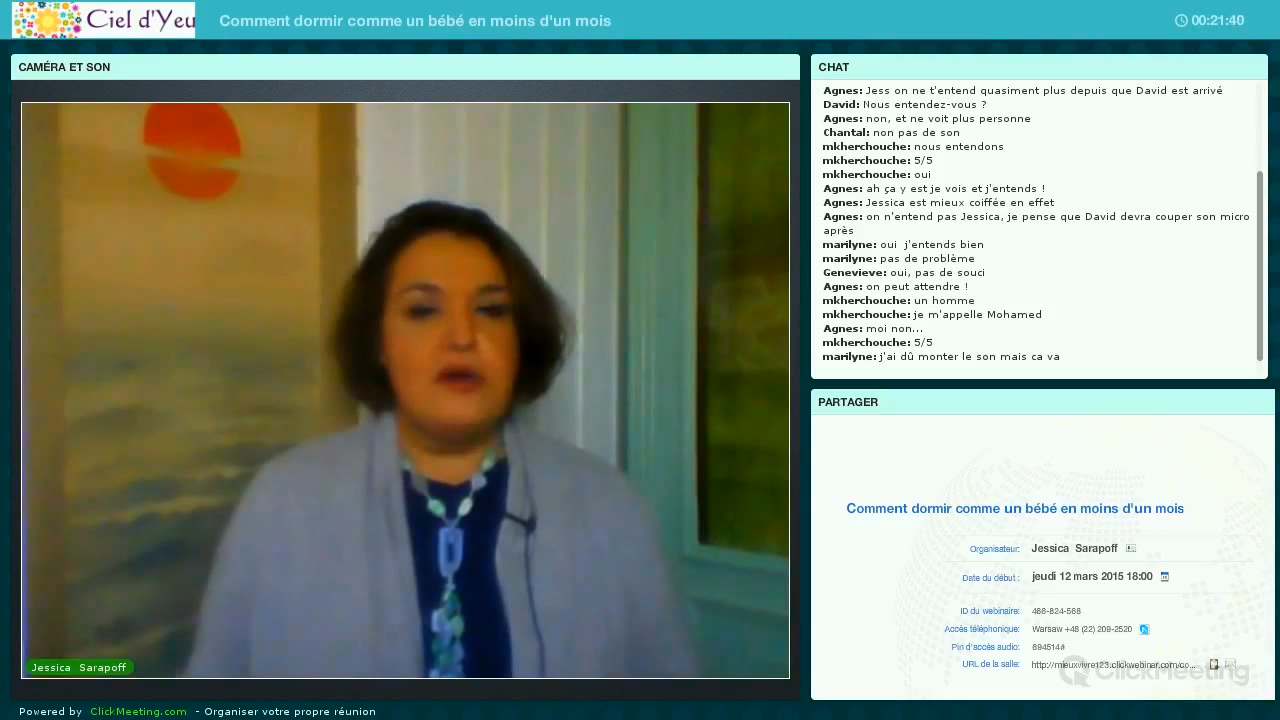 Ciel d'Yeu
Comment dormir comme un bébé en moins d'un mois
00:21:40
CAMÉRA ET SON
Jessica Sarapoff
CHAT
Agnes: Jess on ne t'entend quasiment plus depuis que David est arrivé
David: Nous entendez-vous ?
Agnes: non, et ne voit plus personne
Chantal: non pas de son
mkherchouche: nous entendons
mkherchouche: 5/5
mkherchouche: oui
Agnes: ah ça y est je vois et j'entends !
Agnes: Jessica est mieux coiffée en effet
Agnes: on n'entend pas Jessica, je pense que David devra couper son micro
après
marilyne: oui j'entends bien
marilyne: pas de problème
Genevieve: oui, pas de souci
Agnes: on peut attendre !
mkherchouche: un homme
mkherchouche: je m'appelle Mohamed
Agnes: moi non...
mkherchouche: 5/5
marilyne: j'ai dû monter le son mais ca va
PARTAGER
Comment dormir comme un bébé en moins d'un mois
Organisateur: Jessica Sarapoff
Date du début : jeudi 12 mars 2015 18:00
ID du webinaire: 466-824-568
Accès téléphonique: Warsaw +48 (22) 209-2520
Pin d'accès audio: 694514#
URL de la salle: http://mieuxvivre123.clickwebinar.com/co...
ClickMeeting
Powered by ClickMeeting.com - Organiser votre propre réunion